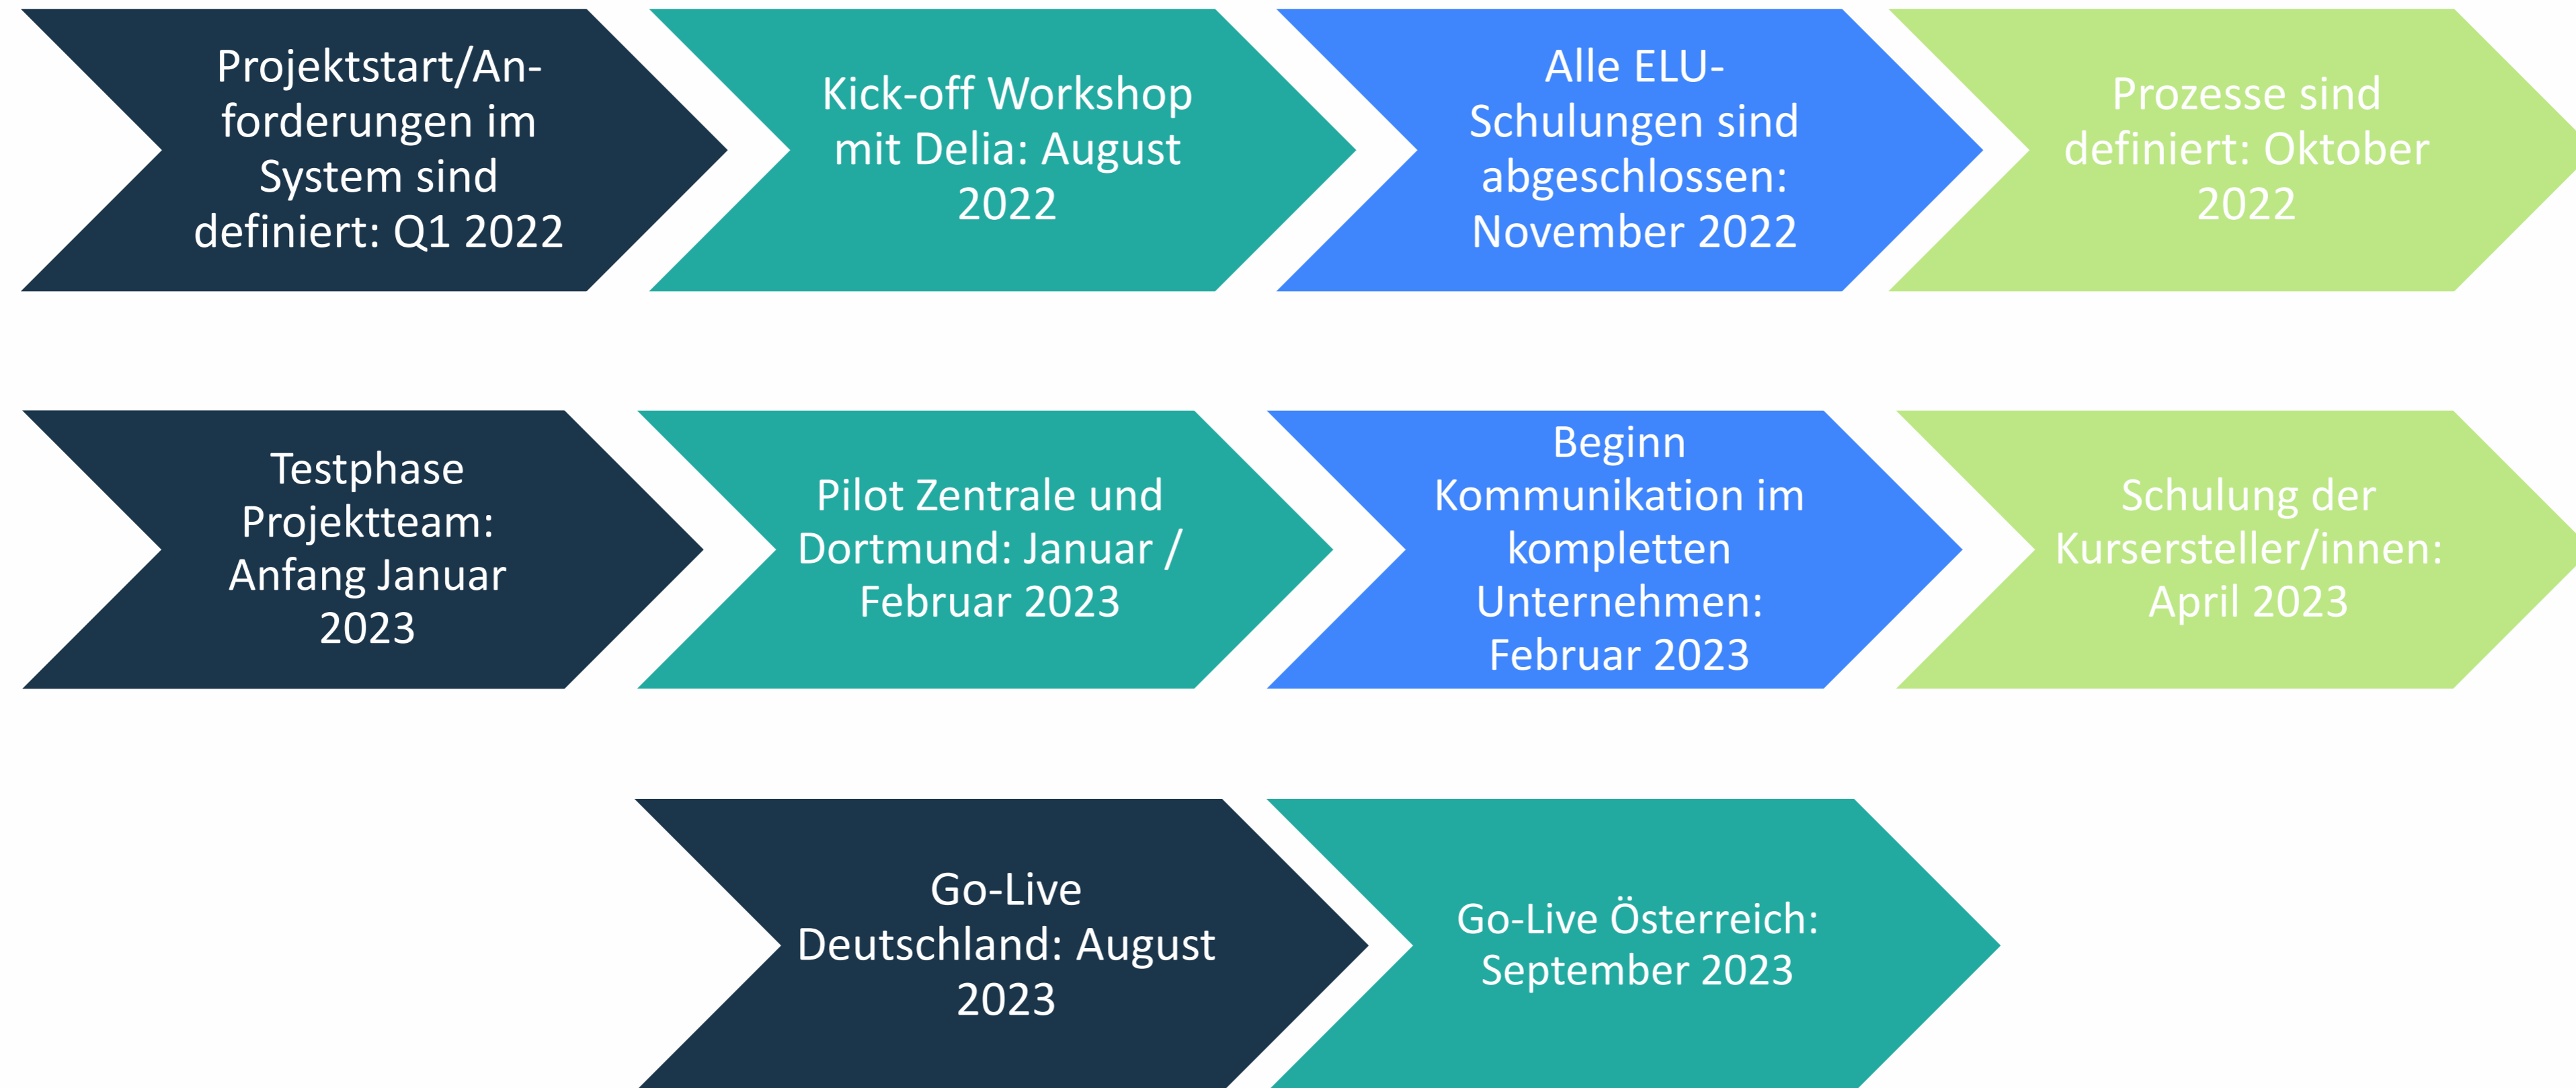 Projektstart/An-
forderungen im
System sind
definiert: Q1 2022
Kick-off Workshop
mit Delia: August
2022
Alle ELU-
Schulungen sind
abgeschlossen:
November 2022
Prozesse sind
definiert: Oktober
2022
Testphase
Projektteam:
Anfang Januar
2023
Pilot Zentrale und
Dortmund: Januar /
Februar 2023
Beginn
Kommunikation im
kompletten
Unternehmen:
Februar 2023
Schulung der
Kursersteller/innen:
April 2023
Go-Live
Deutschland: August
2023
Go-Live Österreich:
September 2023